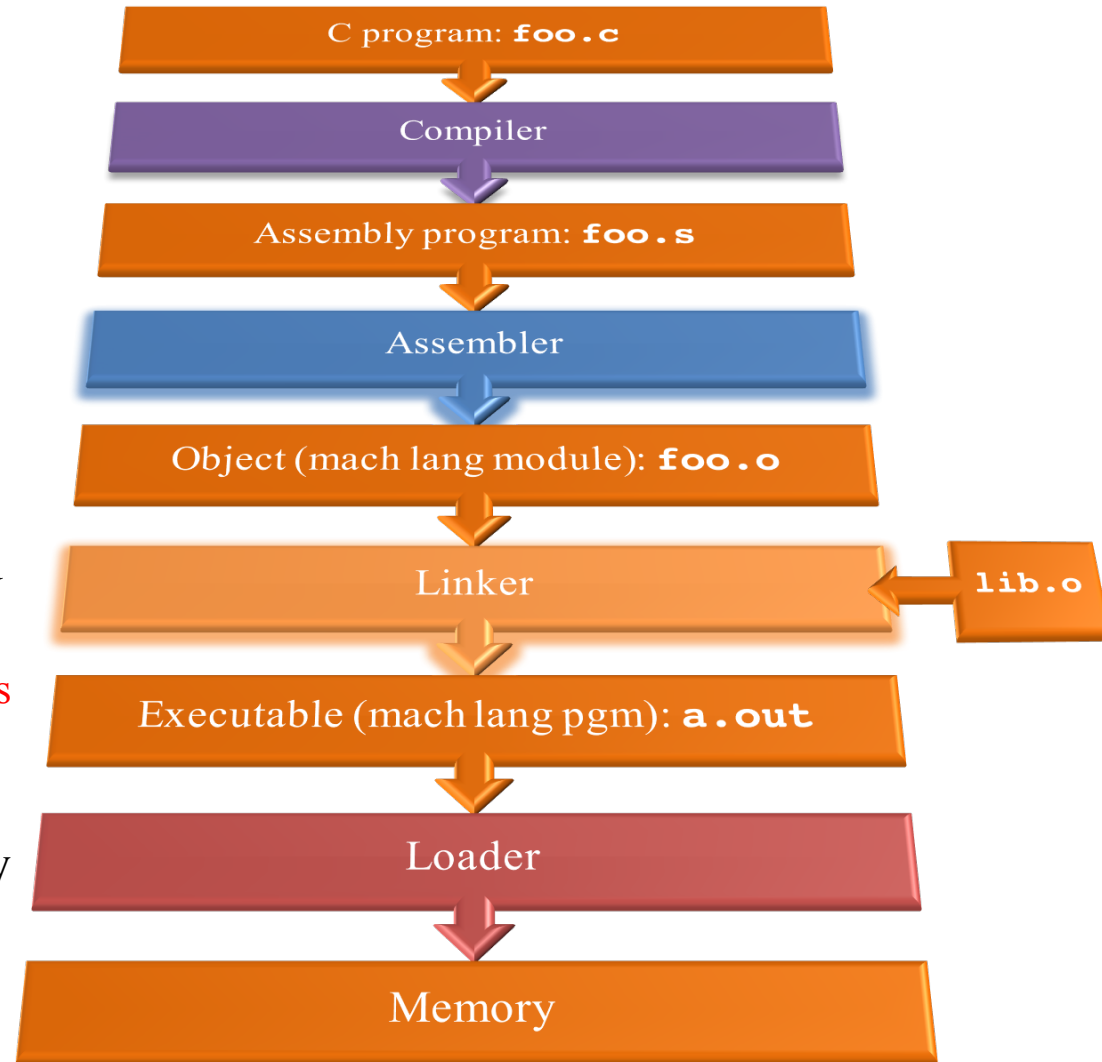 C program: foo.c
Compiler
Assembly program: foo.s
Assembler
Object (mach lang module): foo.o
Linker
lib.o
s
Executable (mach lang pgm): a.out
y
Loader
Memory